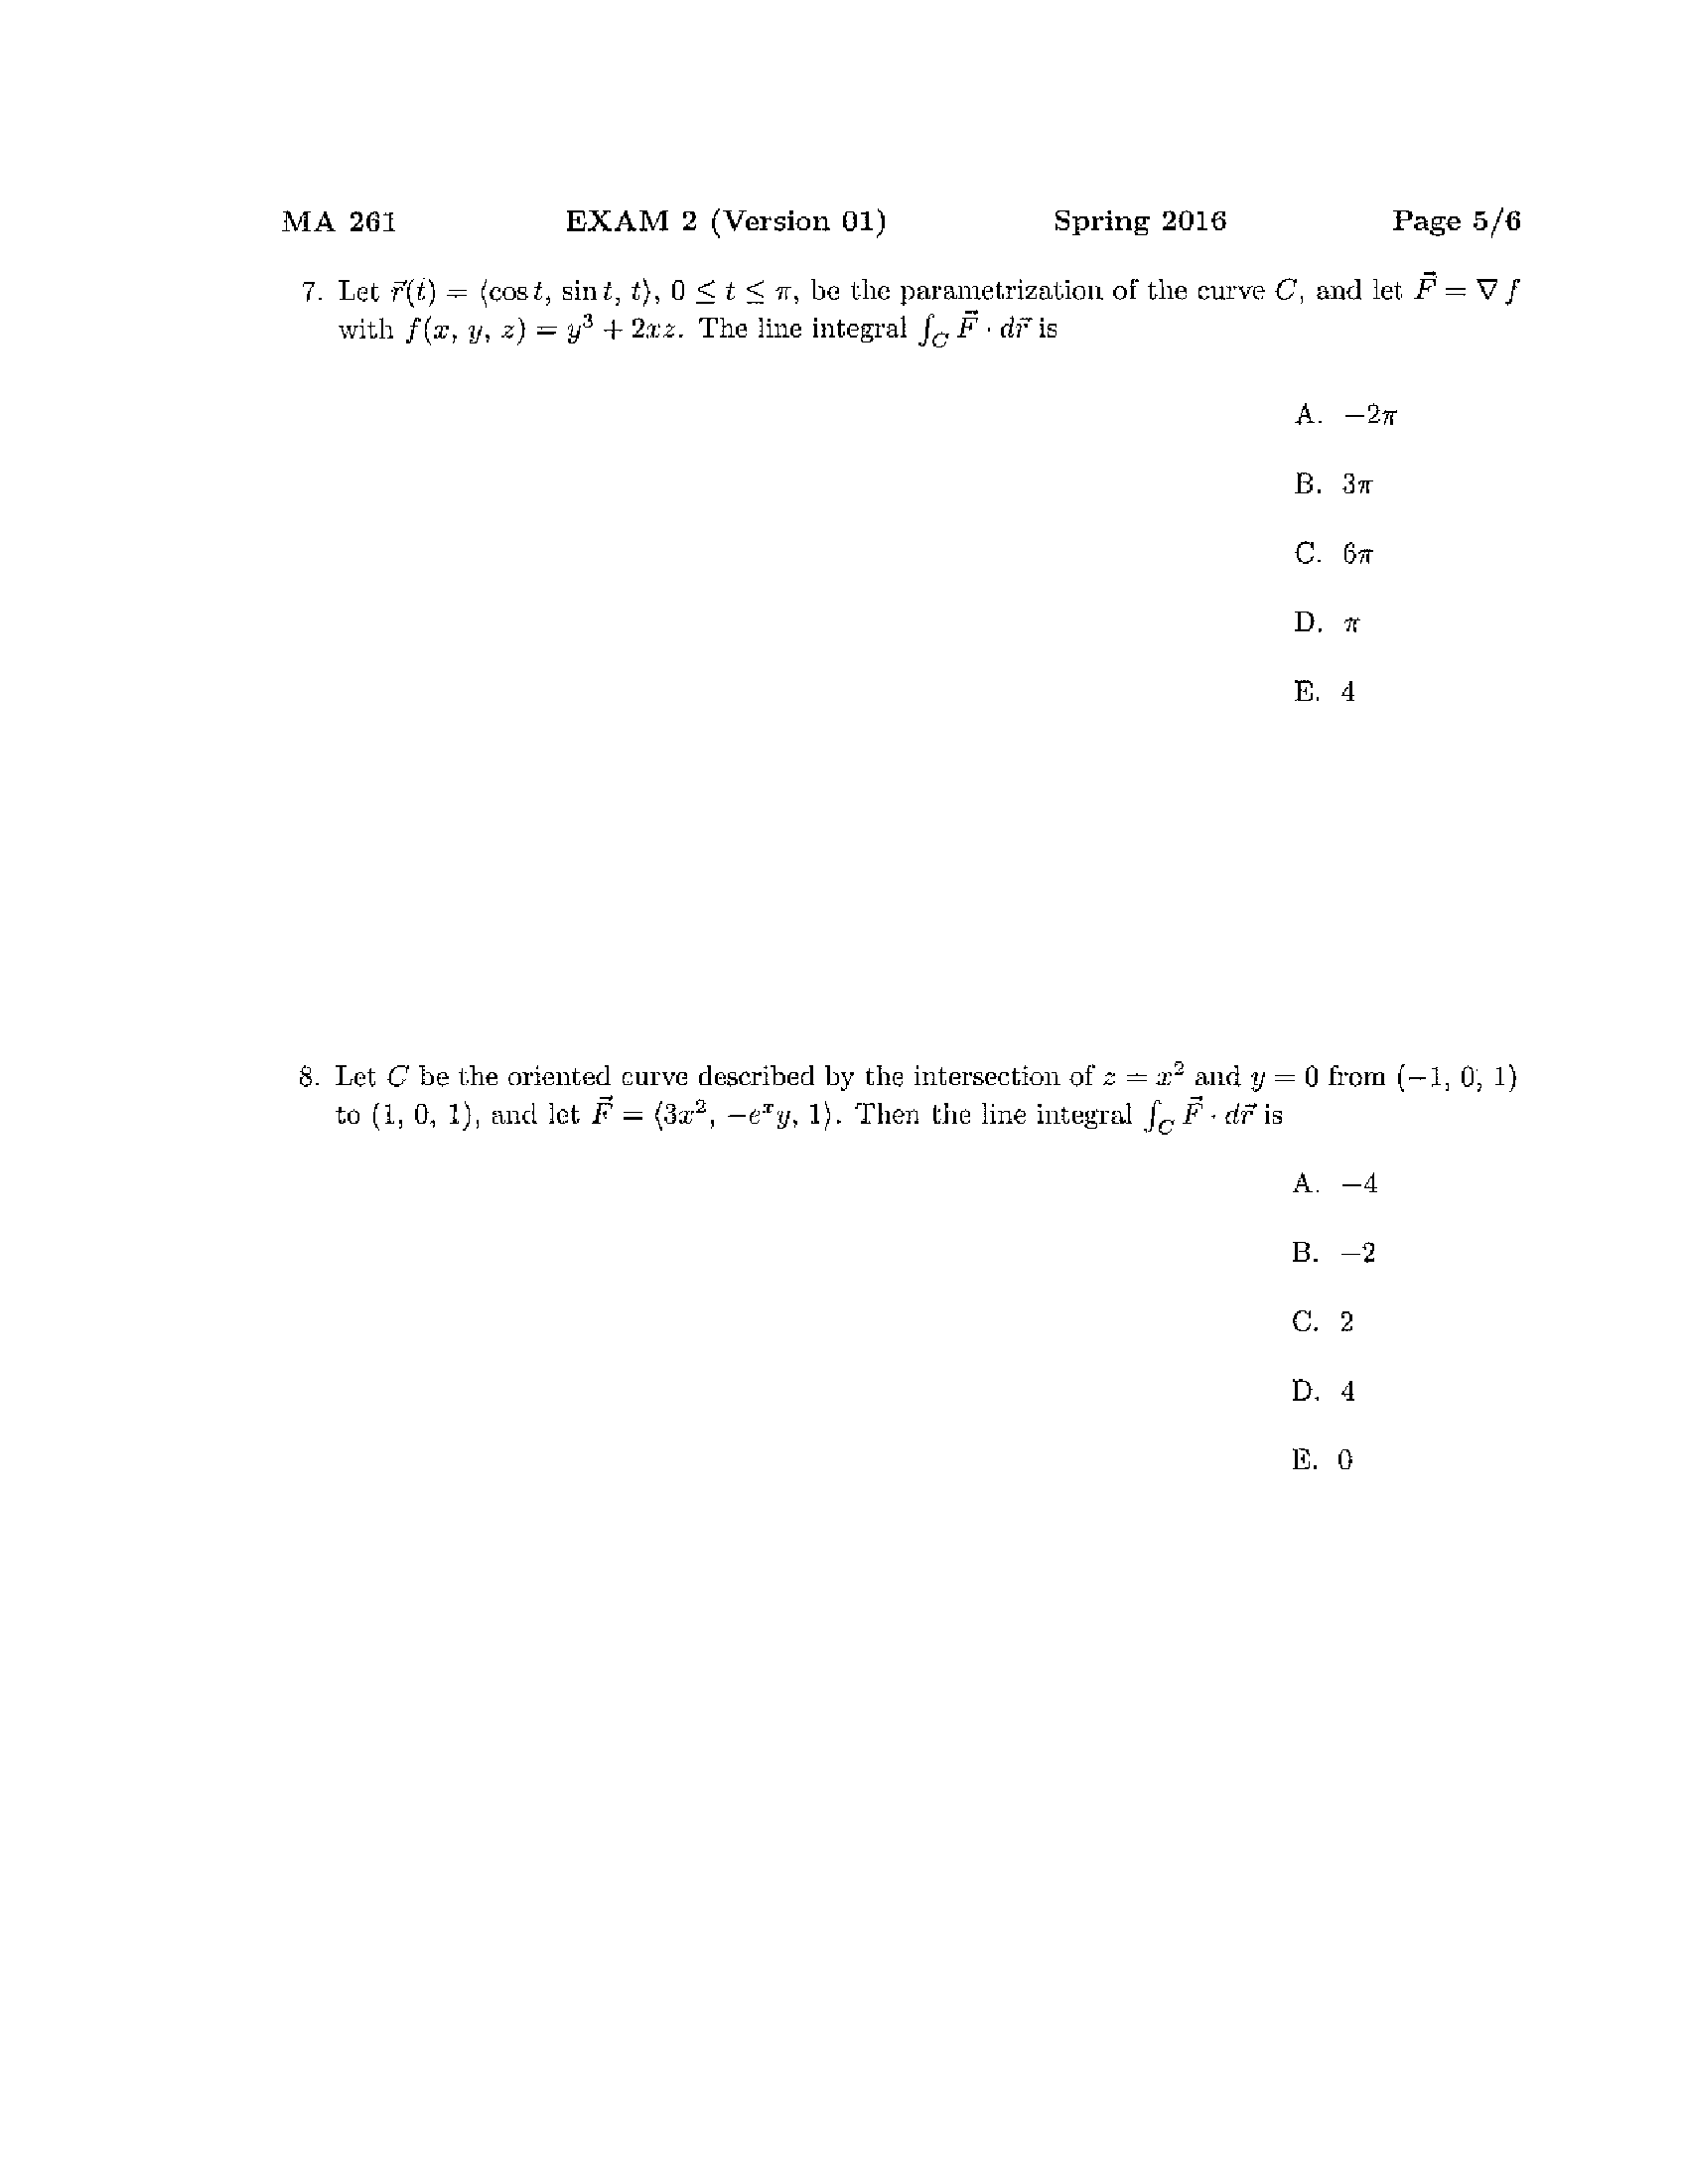 MA 261 EXAM 2 (Version 01) Spring 2016 Page 5/6
7. Let $\vec{r}(t) = \langle \cos t, \sin t, t \rangle$, $0 \leq t \leq \pi$, be the parametrization of the curve $C$, and let $\vec{F} = \nabla f$
with $f(x, y, z) = y^3 + 2xz$. The line integral $\int_C \vec{F} \cdot d\vec{r}$ is
A. $-2\pi$
B. $3\pi$
C. $6\pi$
D. $\pi$
E. 4
8. Let $C$ be the oriented curve described by the intersection of $z = x^2$ and $y = 0$ from $(-1, 0, 1)$
to $(1, 0, 1)$, and let $\vec{F} = \langle 3x^2, -e^x y, 1 \rangle$. Then the line integral $\int_C \vec{F} \cdot d\vec{r}$ is
A. $-4$
B. $-2$
C. 2
D. 4
E. 0